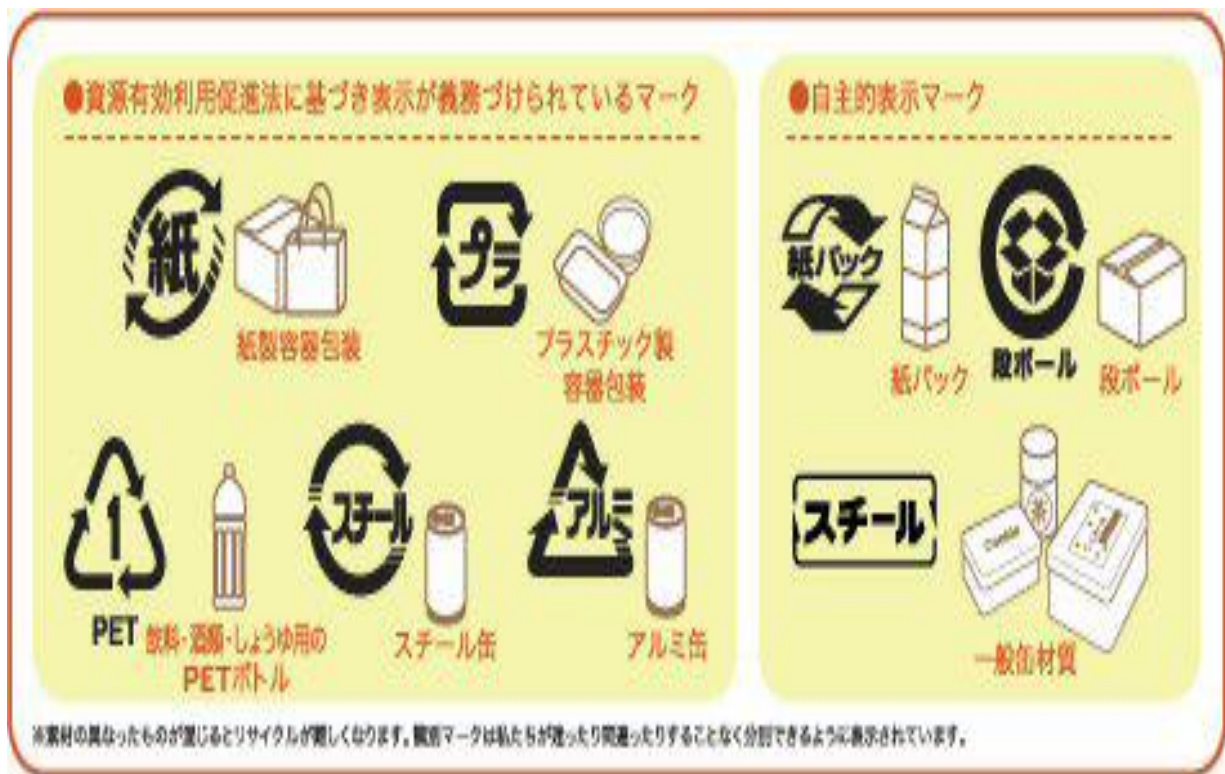 ●資源有効利用促進法に基づき表示が義務づけられているマーク
紙
紙製容器包装
プラ
プラスチック製
容器包装
1
PET
飲料・酒類・しょうゆ用の
PETボトル
スチール
スチール缶
アルミ
アルミ缶
●自主的表示マーク
紙パック
紙パック
段ボール
段ボール
スチール
一般缶材質
※素材の異なったものが混じるとリサイクルが難しくなります。識別マークは私たちが迷ったり間違ったりすることなく分別できるように表示されています。